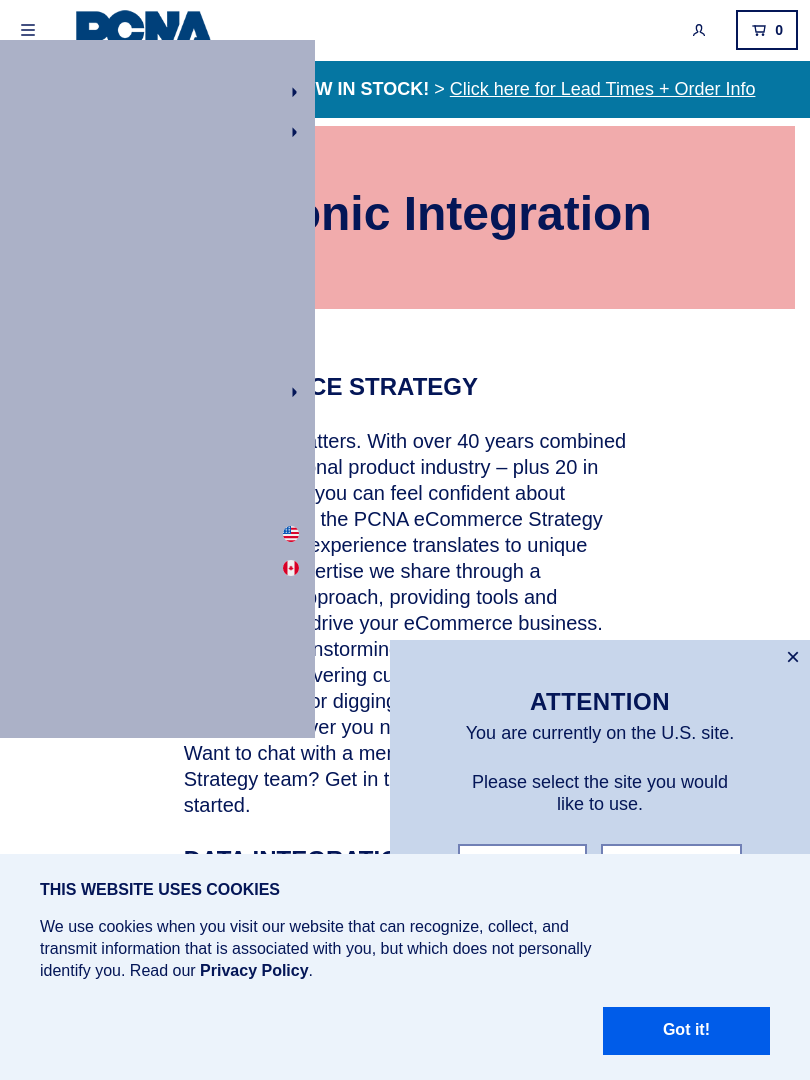 PCNA
0
W IN STOCK! > Click here for Lead Times + Order Info
onic Integration
CE STRATEGY
atters. With over 40 years combined
onal product industry – plus 20 in
you can feel confident about
the PCNA eCommerce Strategy
experience translates to unique
ertise we share through a
pproach, providing tools and
drive your eCommerce business.
nstorming
vering cu
or digging
ver you n
Want to chat with a mer
Strategy team? Get in t
started.
×
ATTENTION
You are currently on the U.S. site.
Please select the site you would
like to use.
DATA INTEGRATIO
THIS WEBSITE USES COOKIES
We use cookies when you visit our website that can recognize, collect, and
transmit information that is associated with you, but which does not personally
identify you. Read our Privacy Policy.
Got it!